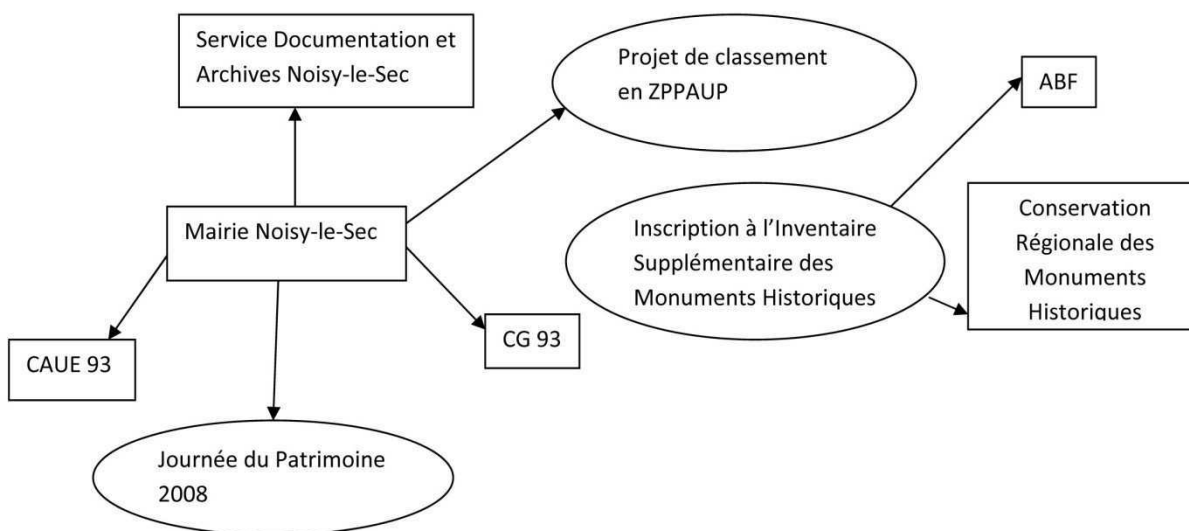 Service Documentation et
Archives Noisy-le-Sec
Projet de classement
en ZPPAUP
ABF
Mairie Noisy-le-Sec
Inscription à l’Inventaire
Supplémentaire des
Monuments Historiques
Conservation
Régionale des
Monuments
Historiques
CAUE 93
CG 93
Journée du Patrimoine
2008